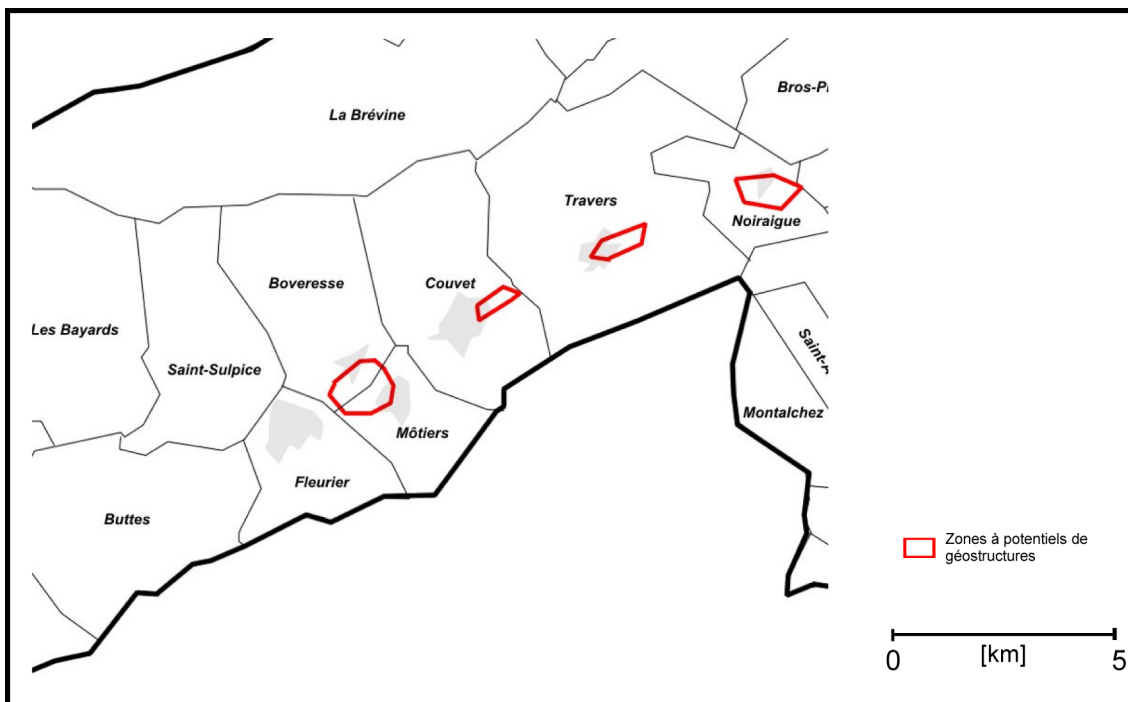 Bros-Pl
La Brévine
Travers
Noiraigue
Boveresse
Couvet
Les Bayards
Saint-Sulpice
Montalchez
Môtiers
Fleurier
Buttes
Zones à potentiels de
géostructures
0 [km] 5